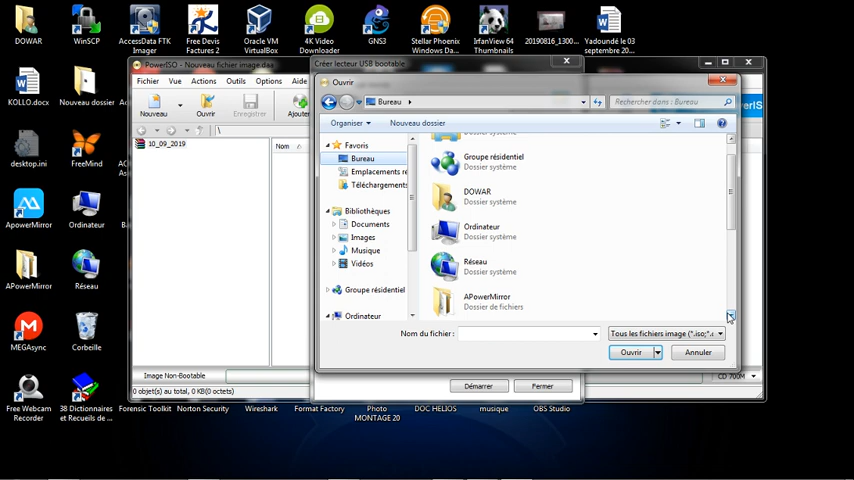 DOWAR
WinSCP
AccessData FTK
Imager
Free Devis
Factures 2
Oracle VM
VirtualBox
4K Video
Downloader
GNS3
Stellar Phoenix
Windows Da...
IrfanView 64
Thumbnails
20190816_1300...
Yadoundé le 03
septembre 20...
PowerISO - Nouveau fichier image.daa
Créer lecteur USB bootable
Fichier
Affichage
Actions
Outils
Options
Aide
Nouveau
Ouvrir
Enregistrer
Ajouter
\
10_09_2019
Nom
Ouvrir
Bureau
Rechercher dans : Bureau
Organiser
Nouveau dossier
Favoris
Bureau
Emplacements ré
Téléchargements
Bibliothèques
Documents
Images
Musique
Vidéos
Groupe résidentiel
Ordinateur
Groupe résidentiel
Dossier système
DOWAR
Dossier système
Ordinateur
Dossier système
Réseau
Dossier système
APowerMirror
Dossier de fichiers
Nom du fichier :
Tous les fichiers image (*.iso;*.c
Ouvrir
Annuler
Démarrer
Fermer
Image Non-Bootable
CD 700M
0 objet(s) au total, 0 KB(0 octets)
KOLLO.docx
Nouveau dossier
desktop.ini
FreeMind
ApowerMirror
Ordinateur
APowerMirror
Réseau
MEGAsync
Corbeille
Free Webcam
Recorder
38 Dictionnaires
et Recueils de ...
Forensic Toolkit
Norton Security
Wireshark
Format Factory
Photo
MONTAGE 20
DOC HELIOS
musique
OBS Studio